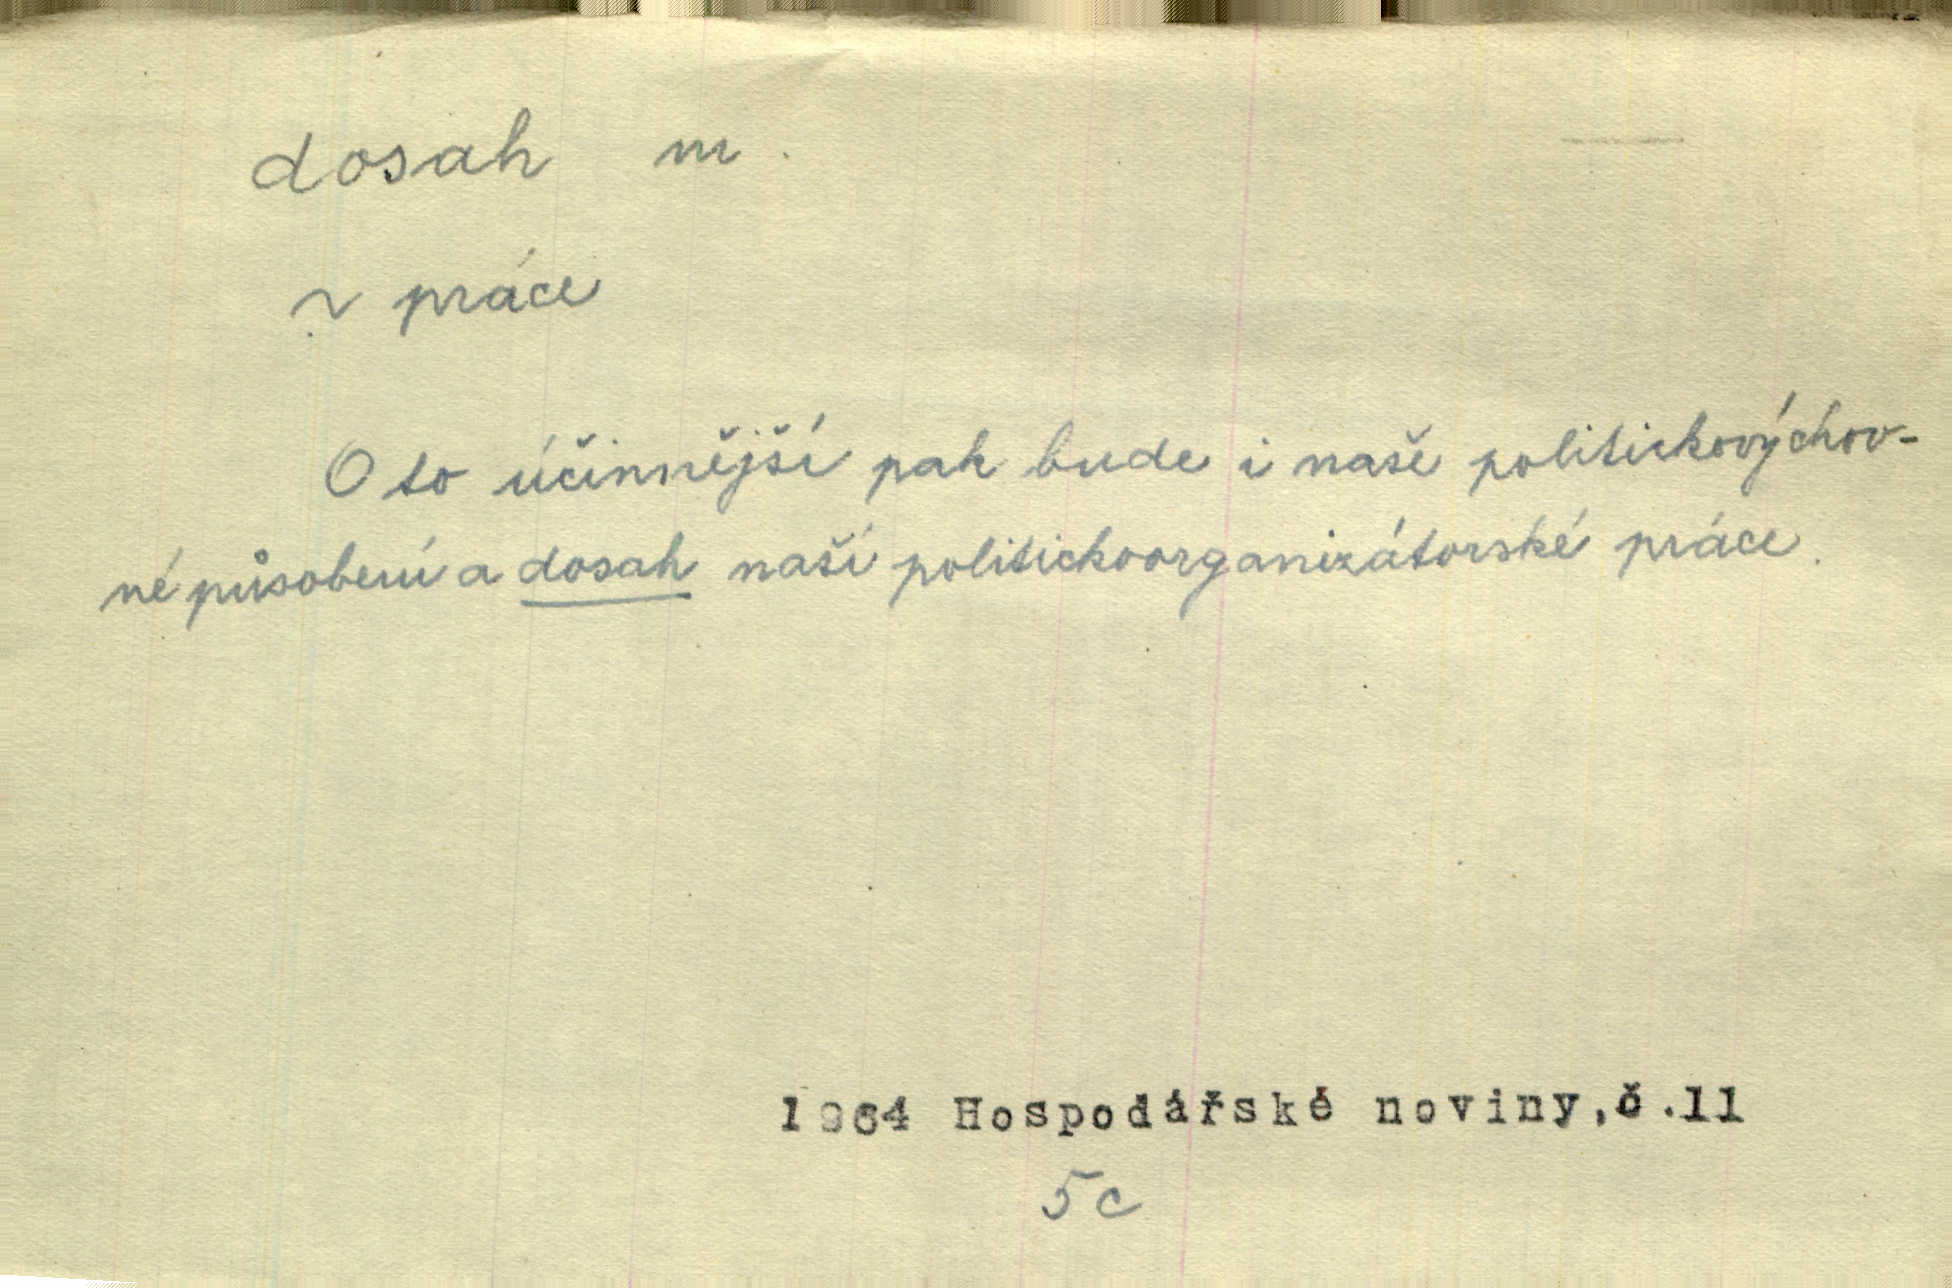 dosah m.
~ práce
O to účinnější pak bude i naše politickovýchov-
né působení a dosah naší politickoorganizátorské práce.
1964 Hospodářské noviny,č.11
5c